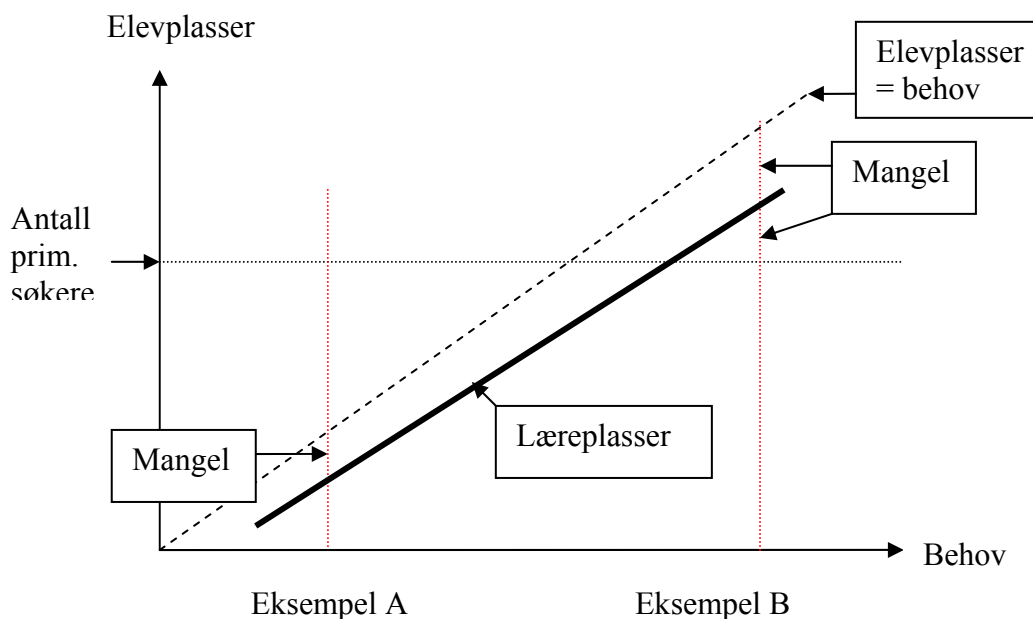 Elevplasser
Elevplasser
= behov
Mangel
Antall
prim.
søkere
Læreplasser
Mangel
Behov
Eksempel A
Eksempel B